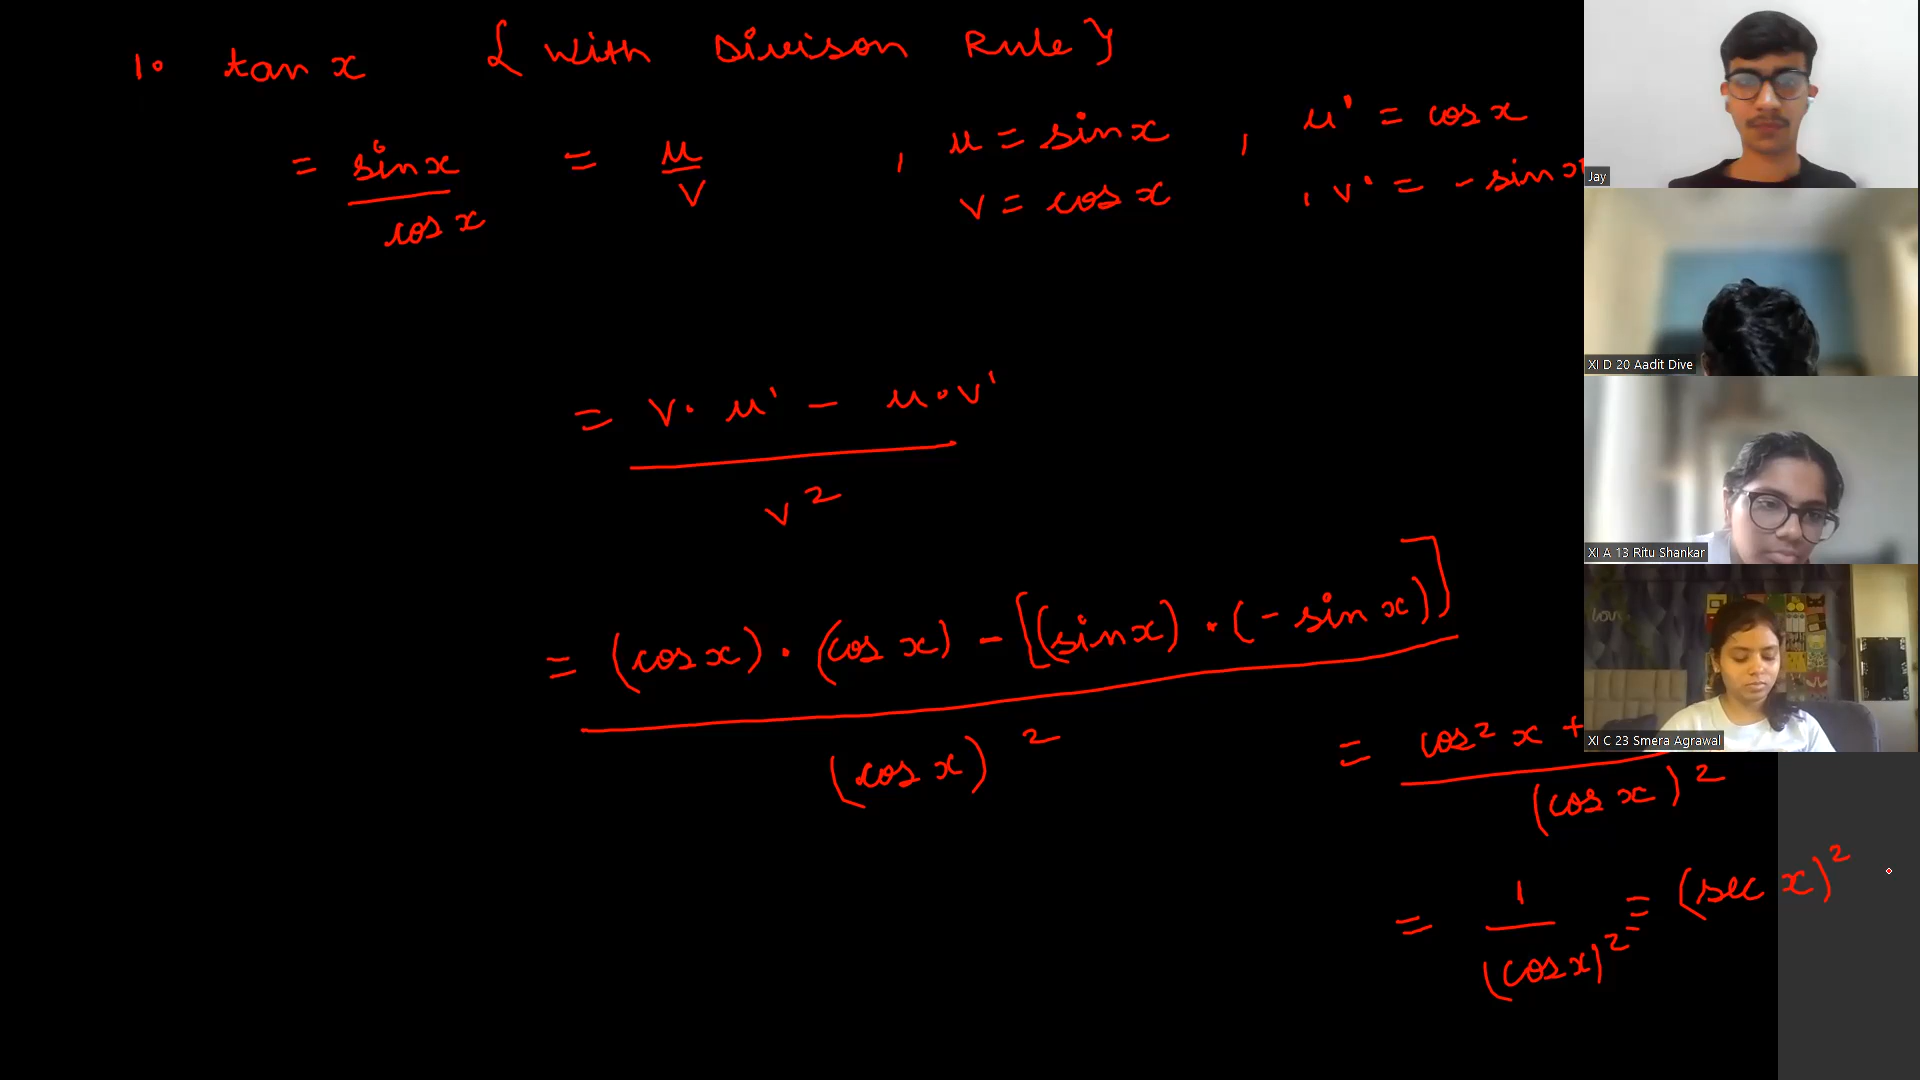 1. tan x { With Divison Rule }
= sin x / cos x = u / v , u = sin x , u' = cos x
v = cos x , v' = - sin x
= v . u' - u . v' / v²
= (cos x) . (cos x) - [(sin x) . (- sin x)] / (cos x) ²
= cos² x + / (cos x) ²
= 1 / (cos x)² = (sec x)²
Jay
XI D 20 Aadit Dive
XI A 13 Ritu Shankar
XI C 23 Smera Agrawal